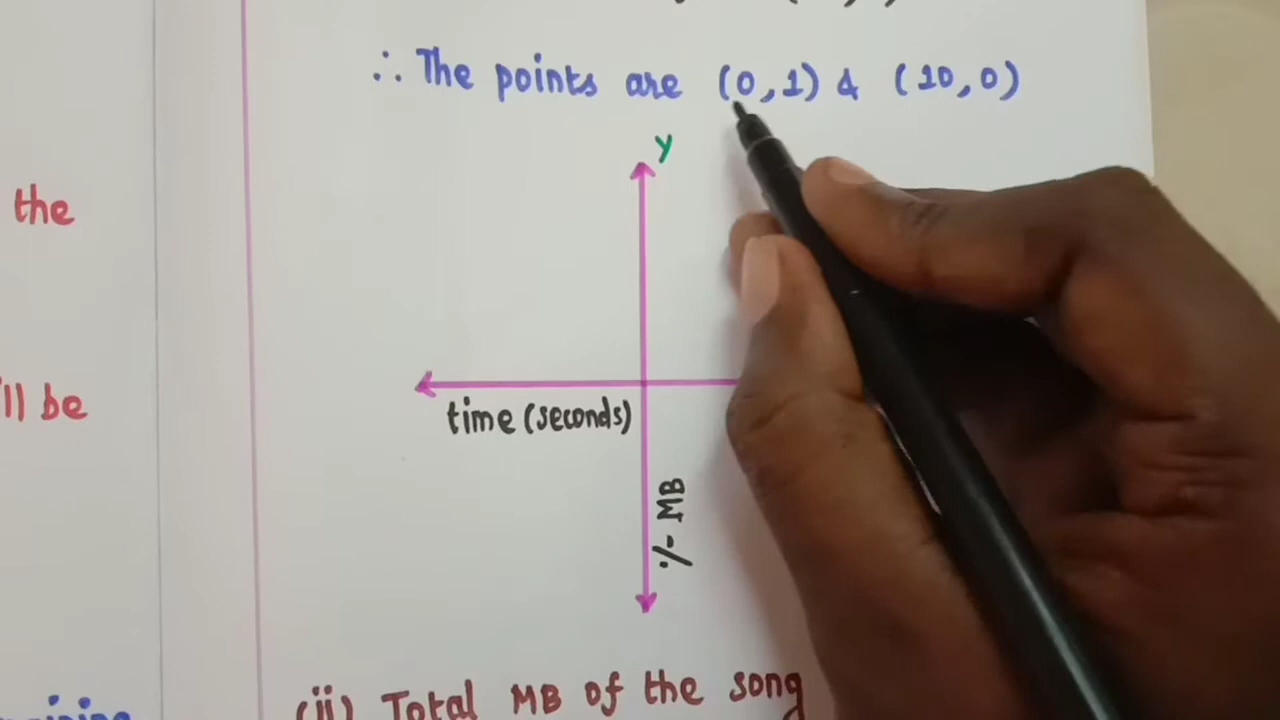 ∴ The points are (0,1) & (10,0)
y
the
time (seconds)
% MB
'll be
(ii) Total MB of the song